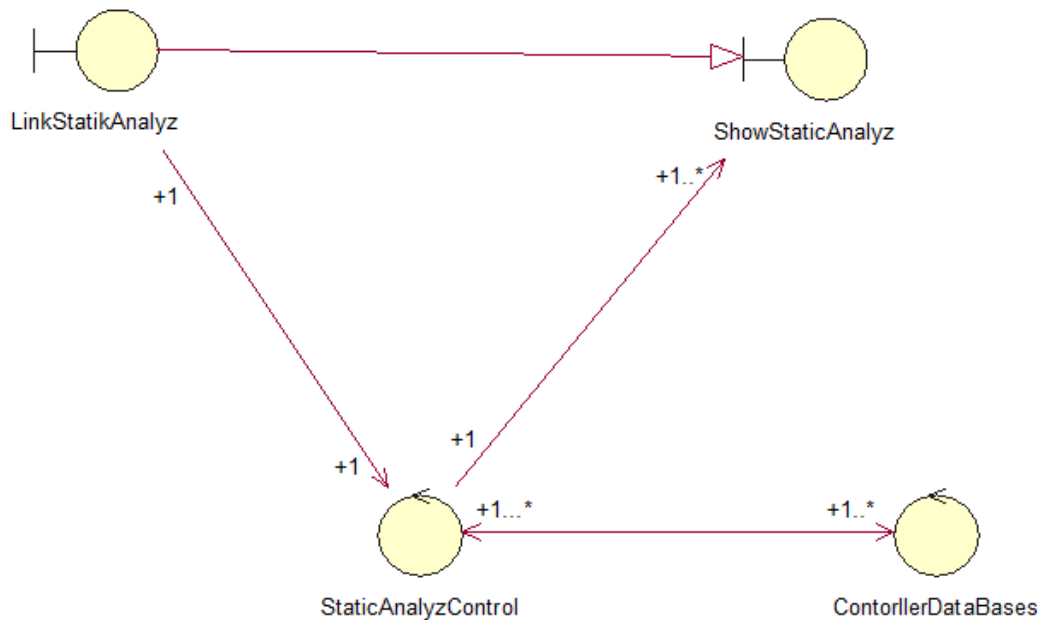 LinkStatikAnalyz
ShowStaticAnalyz
+1
+1..*
+1
+1
+1...*
+1..*
StaticAnalyzControl
ContorllerDataBases